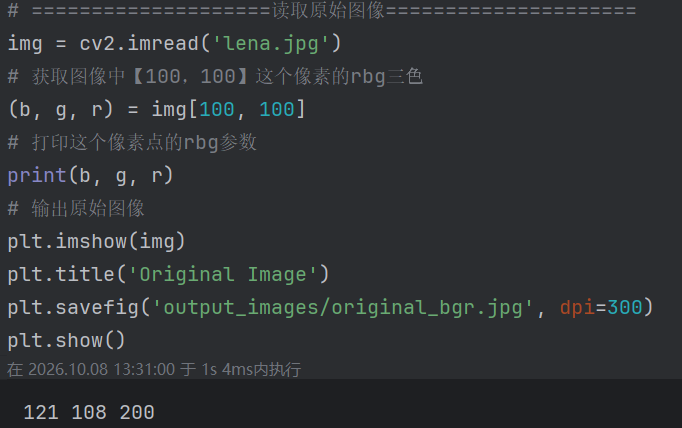 # ====================读取原始图像=====================
img = cv2.imread('lena.jpg')
# 获取图像中【100，100】这个像素的rbg三色
(b, g, r) = img[100, 100]
# 打印这个像素点的rbg参数
print(b, g, r)
# 输出原始图像
plt.imshow(img)
plt.title('Original Image')
plt.savefig('output_images/original_bgr.jpg', dpi=300)
plt.show()
在 2026.10.08 13:31:00 于 1s 4ms内执行
121 108 200